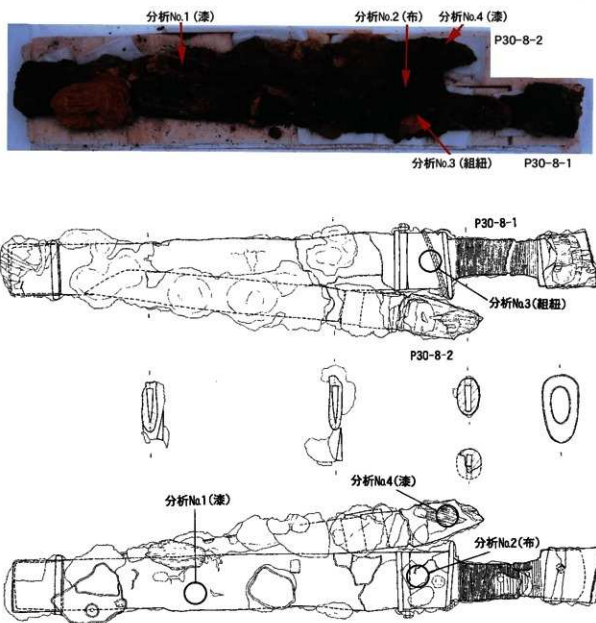 分析No.1(漆)
分析No.2(布)
分析No.4(漆)
P30-8-2
分析No.3(組紐)
P30-8-1
P30-8-1
分析No.3(組紐)
P30-8-2
分析No.4(漆)
分析No.1(漆)
分析No.2(布)